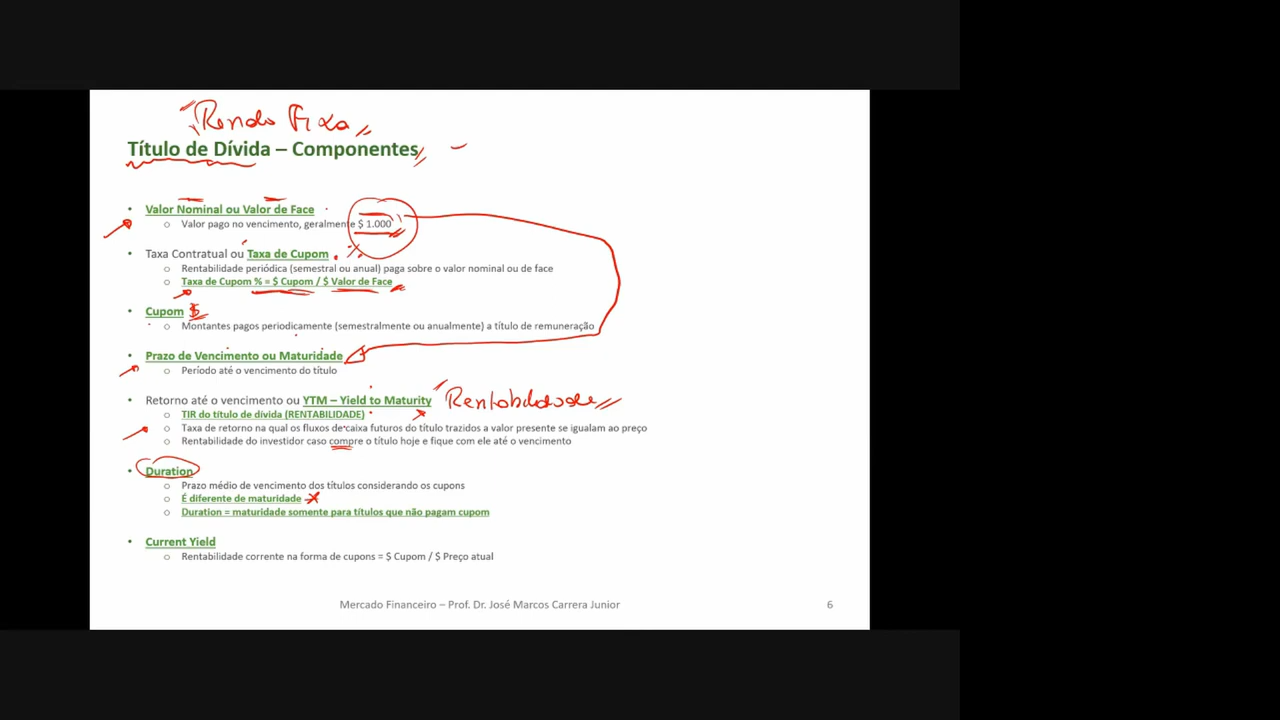 Renda Fixa
Título de Dívida – Componentes
• Valor Nominal ou Valor de Face
o Valor pago no vencimento, geralmente $ 1.000
• Taxa Contratual ou Taxa de Cupom %
o Rentabilidade periódica (semestral ou anual) paga sobre o valor nominal ou de face
o Taxa de Cupom % = $ Cupom / $ Valor de Face
• Cupom $
o Montantes pagos periodicamente (semestralmente ou anualmente) a título de remuneração
• Prazo de Vencimento ou Maturidade
o Período até o vencimento do título
• Retorno até o vencimento ou YTM – Yield to Maturity "Rentabilidade"
o TIR do título de dívida (RENTABILIDADE)
o Taxa de retorno na qual os fluxos de caixa futuros do título trazidos a valor presente se igualam ao preço
o Rentabilidade do investidor caso compre o título hoje e fique com ele até o vencimento
• Duration
o Prazo médio de vencimento dos títulos considerando os cupons
o É diferente de maturidade
o Duration = maturidade somente para títulos que não pagam cupom
• Current Yield
o Rentabilidade corrente na forma de cupons = $ Cupom / $ Preço atual
Mercado Financeiro – Prof. Dr. José Marcos Carrera Junior 6